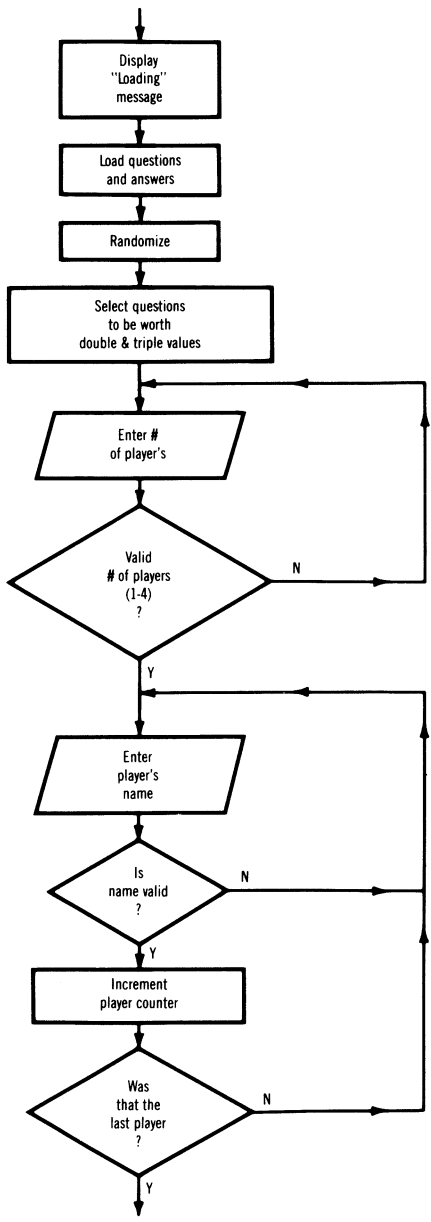 Display
"Loading"
message
Load questions
and answers
Randomize
Select questions
to be worth
double & triple values
Enter #
of player's
Valid
# of players
(1-4)
?
N
Y
Enter
player's
name
Is
name valid
?
N
Y
Increment
player counter
Was
that the
last player
?
N
Y